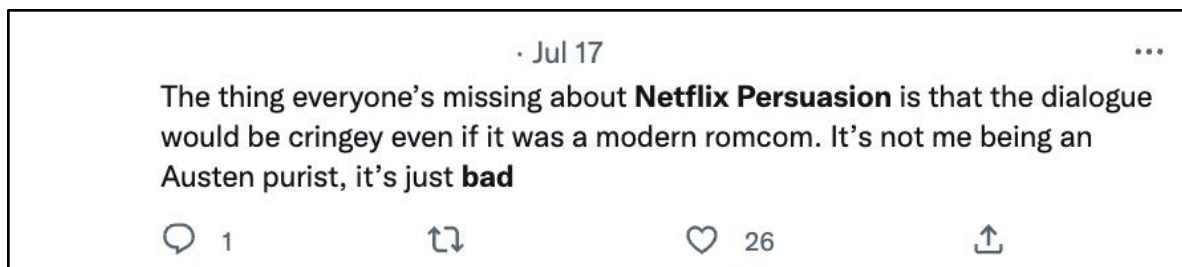 · Jul 17
The thing everyone’s missing about Netflix Persuasion is that the dialogue
would be cringey even if it was a modern romcom. It’s not me being an
Austen purist, it’s just bad
1 26